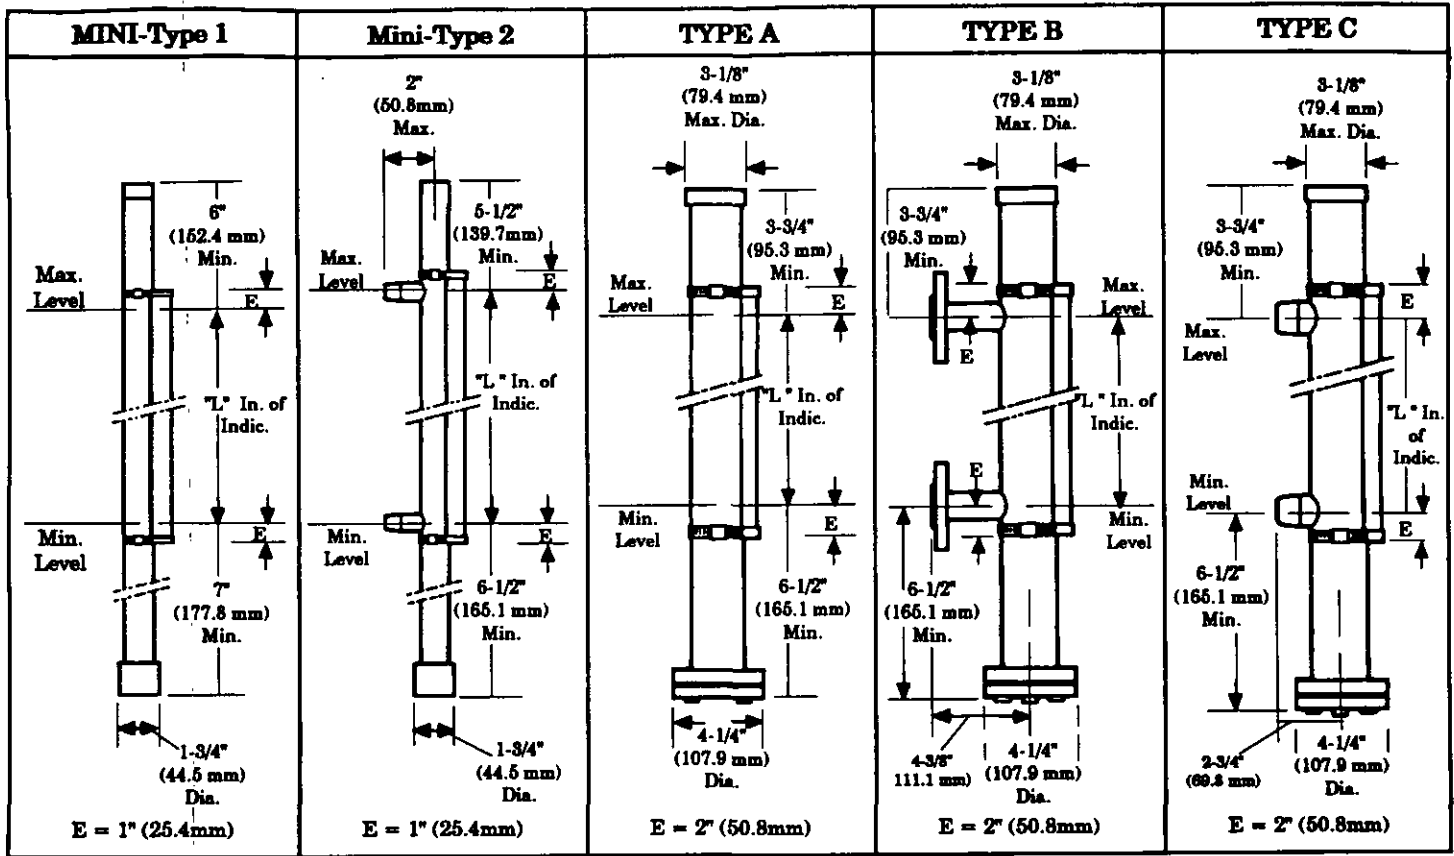 MINI-Type 1
6"
(152.4 mm)
Min.
Max.
Level
E
"L" In. of
Indic.
Min.
Level
E
7"
(177.8 mm)
Min.
1-3/4"
(44.5 mm)
Dia.
E = 1" (25.4mm)
Mini-Type 2
2"
(50.8mm)
Max.
5-1/2"
(139.7mm)
Min.
Max.
Level
E
"L" In. of
Indic.
Min.
Level
E
6-1/2"
(165.1 mm)
Min.
1-3/4"
(44.5 mm)
Dia.
E = 1" (25.4mm)
TYPE A
3-1/8"
(79.4 mm)
Max. Dia.
3-3/4"
(95.3 mm)
Min.
Max.
Level
E
"L" In. of
Indic.
Min.
Level
E
6-1/2"
(165.1 mm)
Min.
4-1/4"
(107.9 mm)
Dia.
E = 2" (50.8mm)
TYPE B
3-1/8"
(79.4 mm)
Max. Dia.
3-3/4"
(95.3 mm)
Min.
Max.
Level
E
"L" In. of
Indic.
E
Min.
Level
6-1/2"
(165.1 mm)
Min.
4-3/8"
111.1 mm)
4-1/4"
(107.9 mm)
Dia.
E = 2" (50.8mm)
TYPE C
3-1/8"
(79.4 mm)
Max. Dia.
3-3/4"
(95.3 mm)
Min.
E
Max.
Level
"L" In.
of
Indic.
Min.
Level
E
6-1/2"
(165.1 mm)
Min.
2-3/4"
(69.8 mm)
4-1/4"
(107.9 mm)
Dia.
E = 2" (50.8mm)